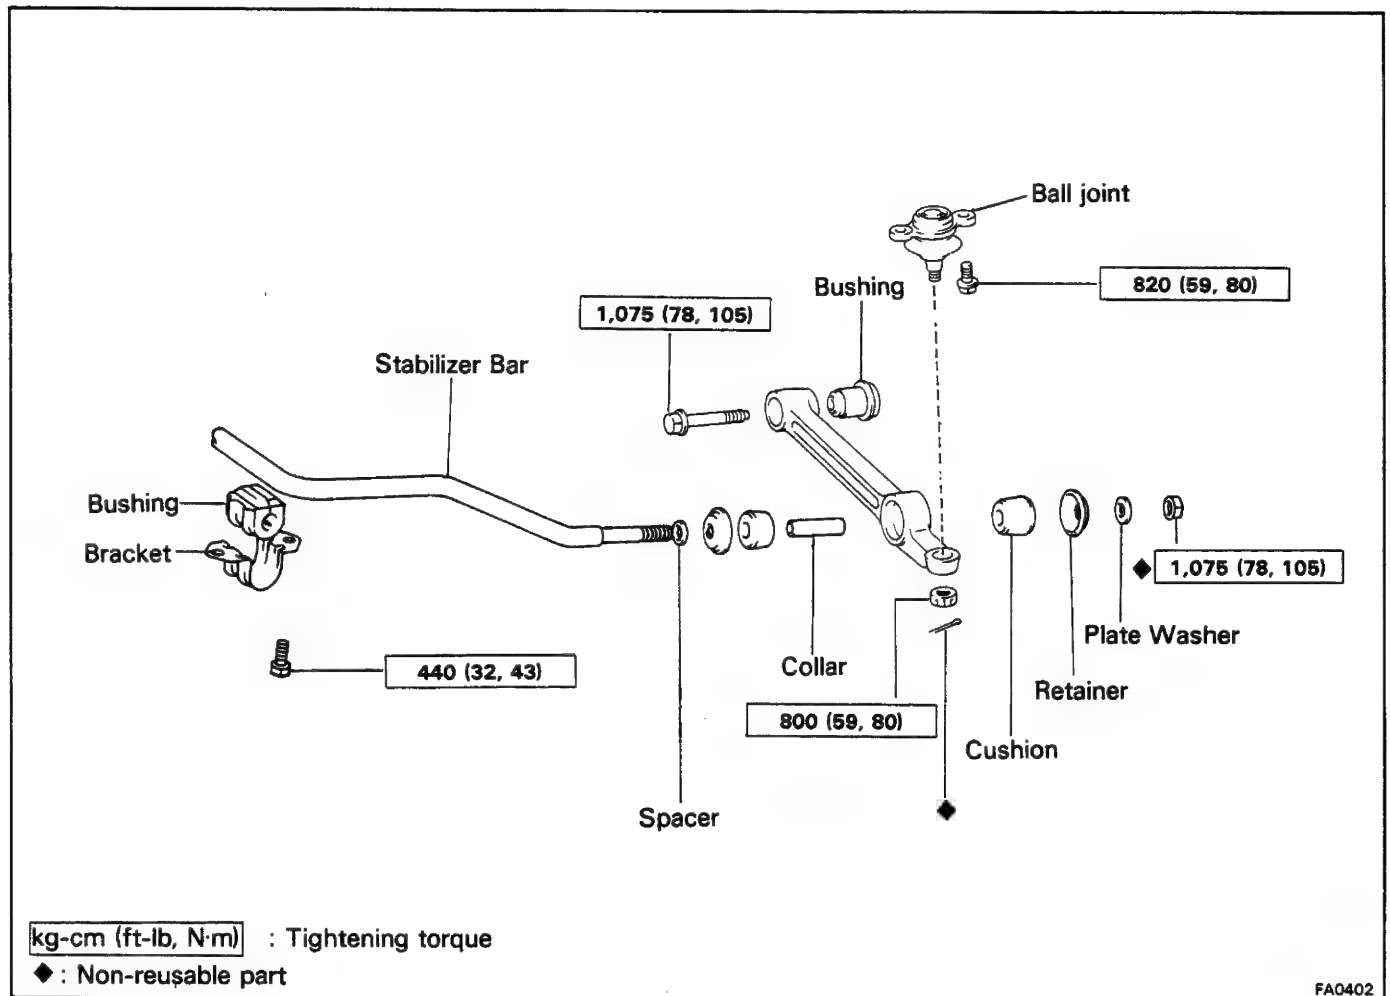 Ball joint
820 (59, 80)
Bushing
1,075 (78, 105)
Stabilizer Bar
Bushing
Bracket
◆ 1,075 (78, 105)
Plate Washer
Collar
440 (32, 43)
Retainer
800 (59, 80)
Cushion
◆
Spacer
kg-cm (ft-lb, N·m) : Tightening torque
◆ : Non-reusable part
FA0402